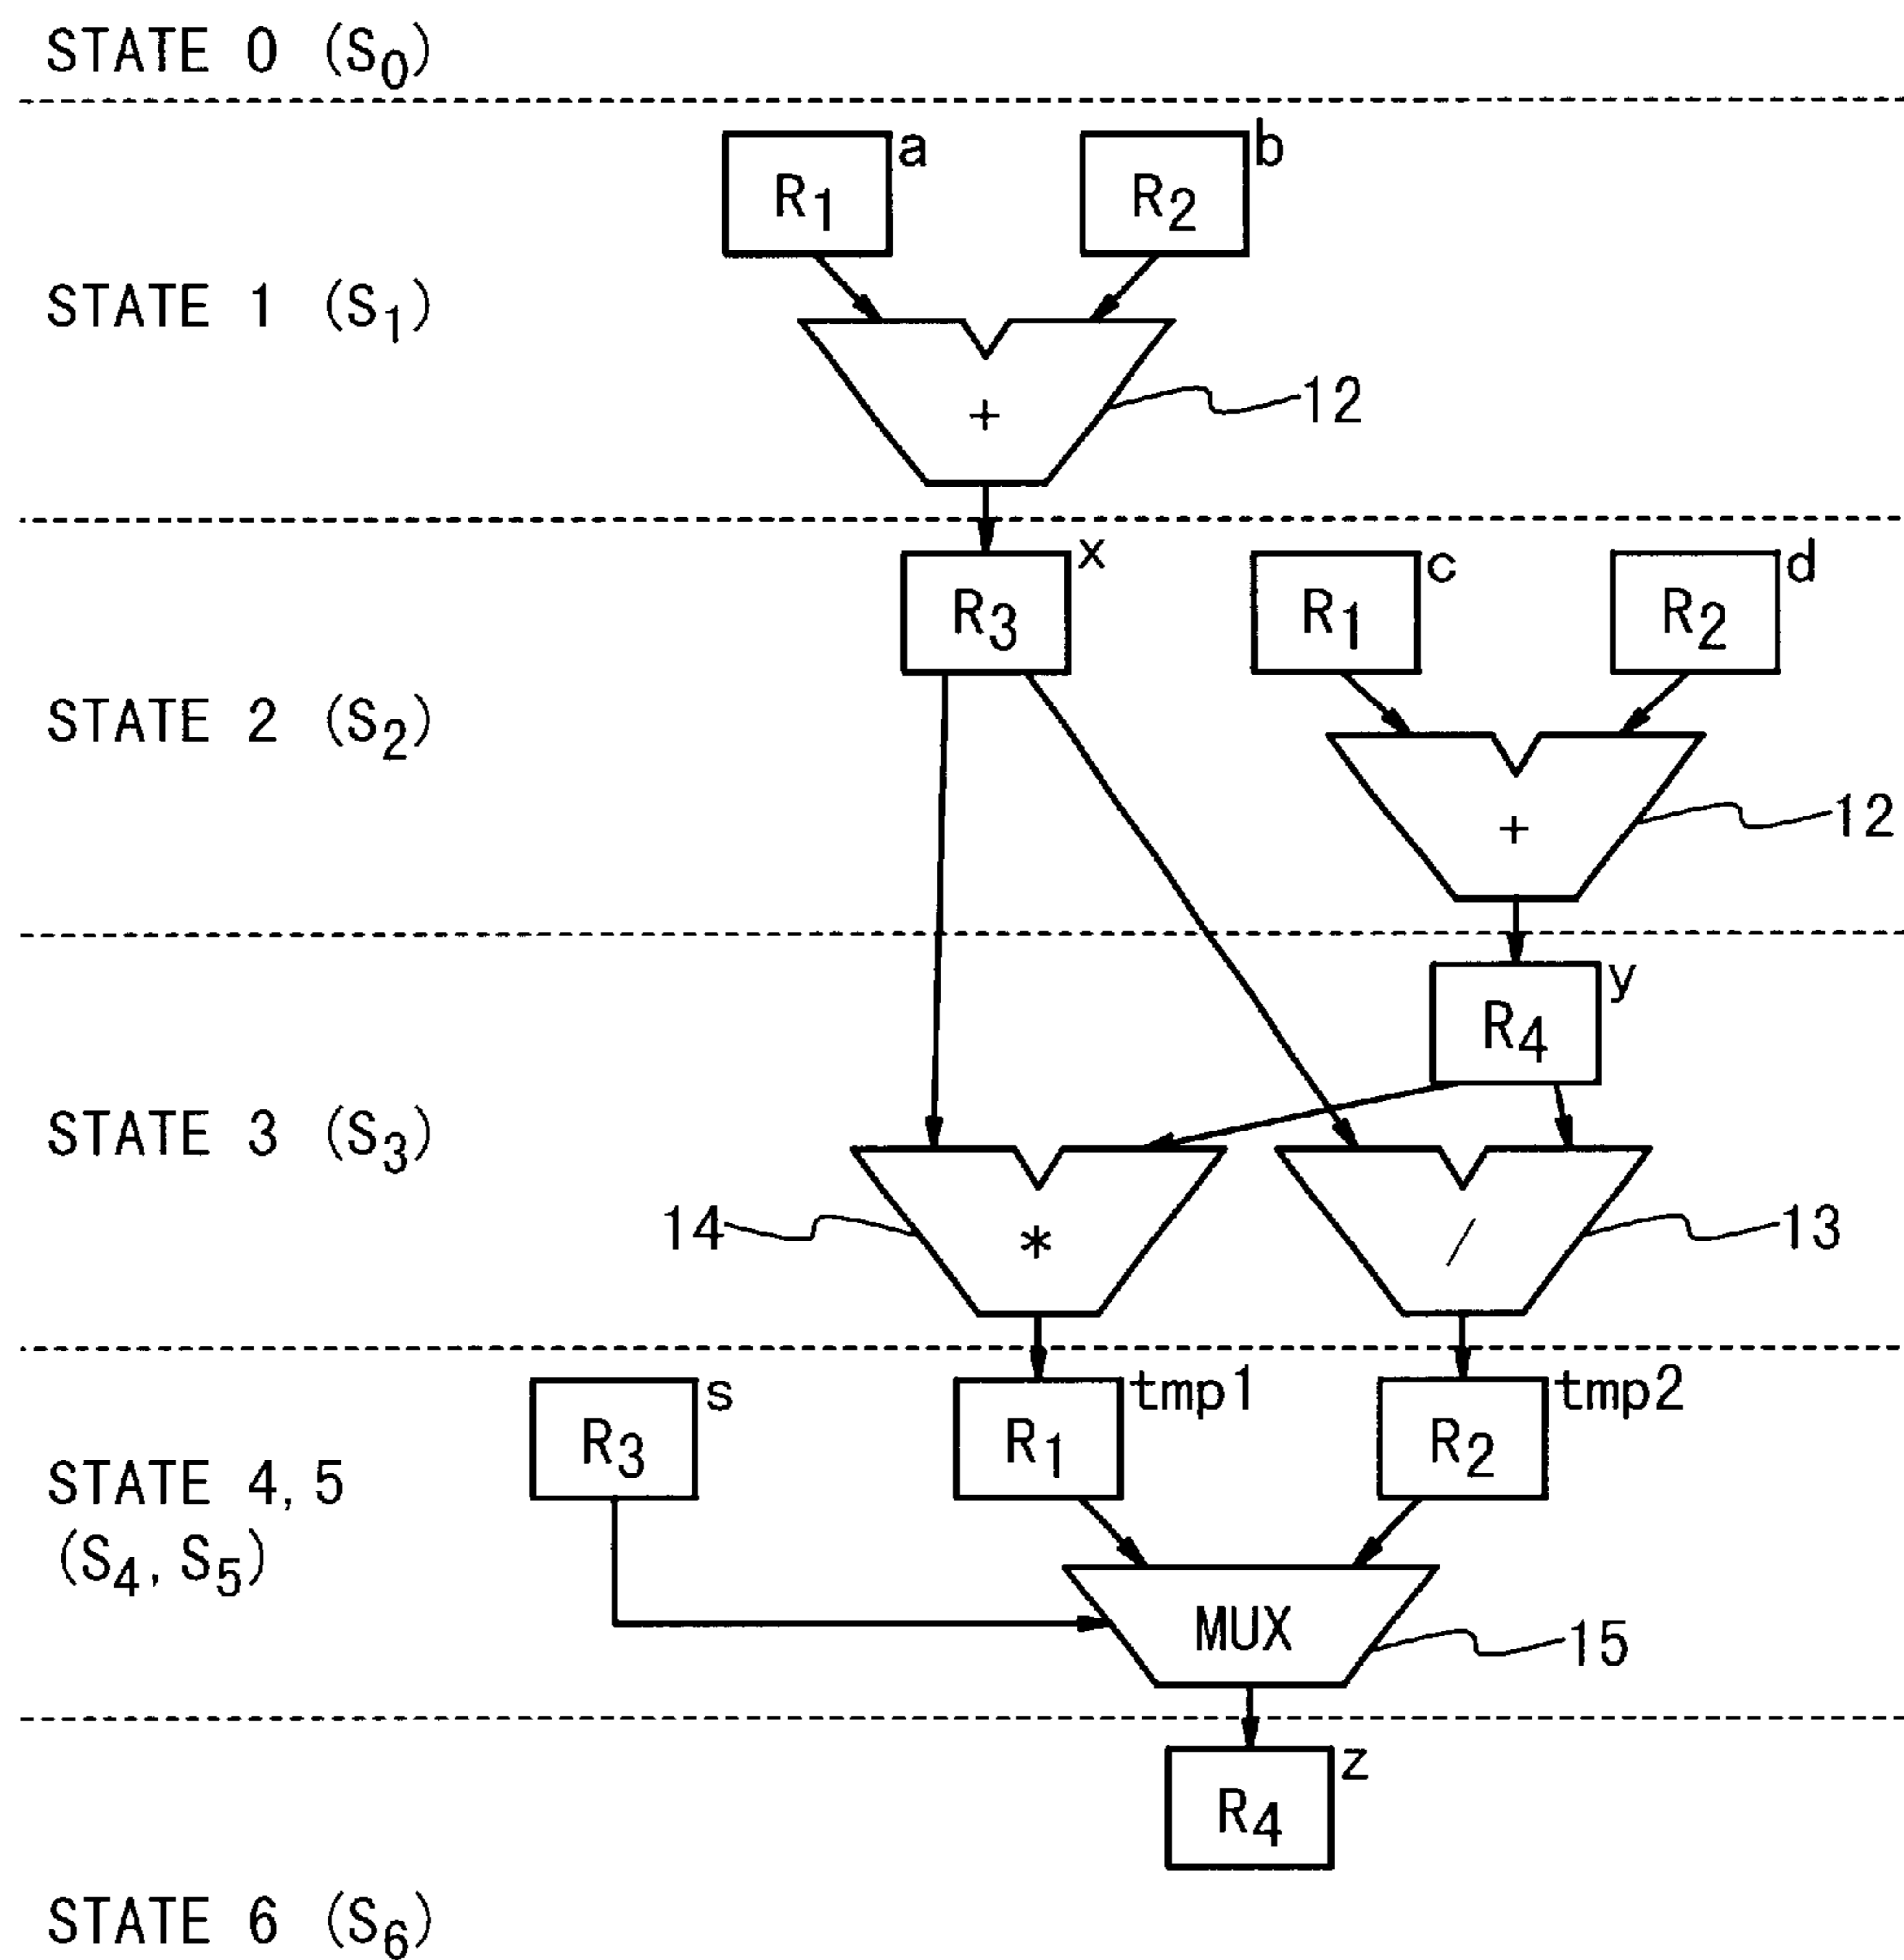 STATE 0 (S0)
a b
R1 R2
STATE 1 (S1)
+ 12
x c d
R3 R1 R2
STATE 2 (S2)
+ 12
y
R4
STATE 3 (S3)
14 * / 13
s tmp1 tmp2
R3 R1 R2
STATE 4, 5
(S4, S5)
MUX 15
z
R4
STATE 6 (S6)